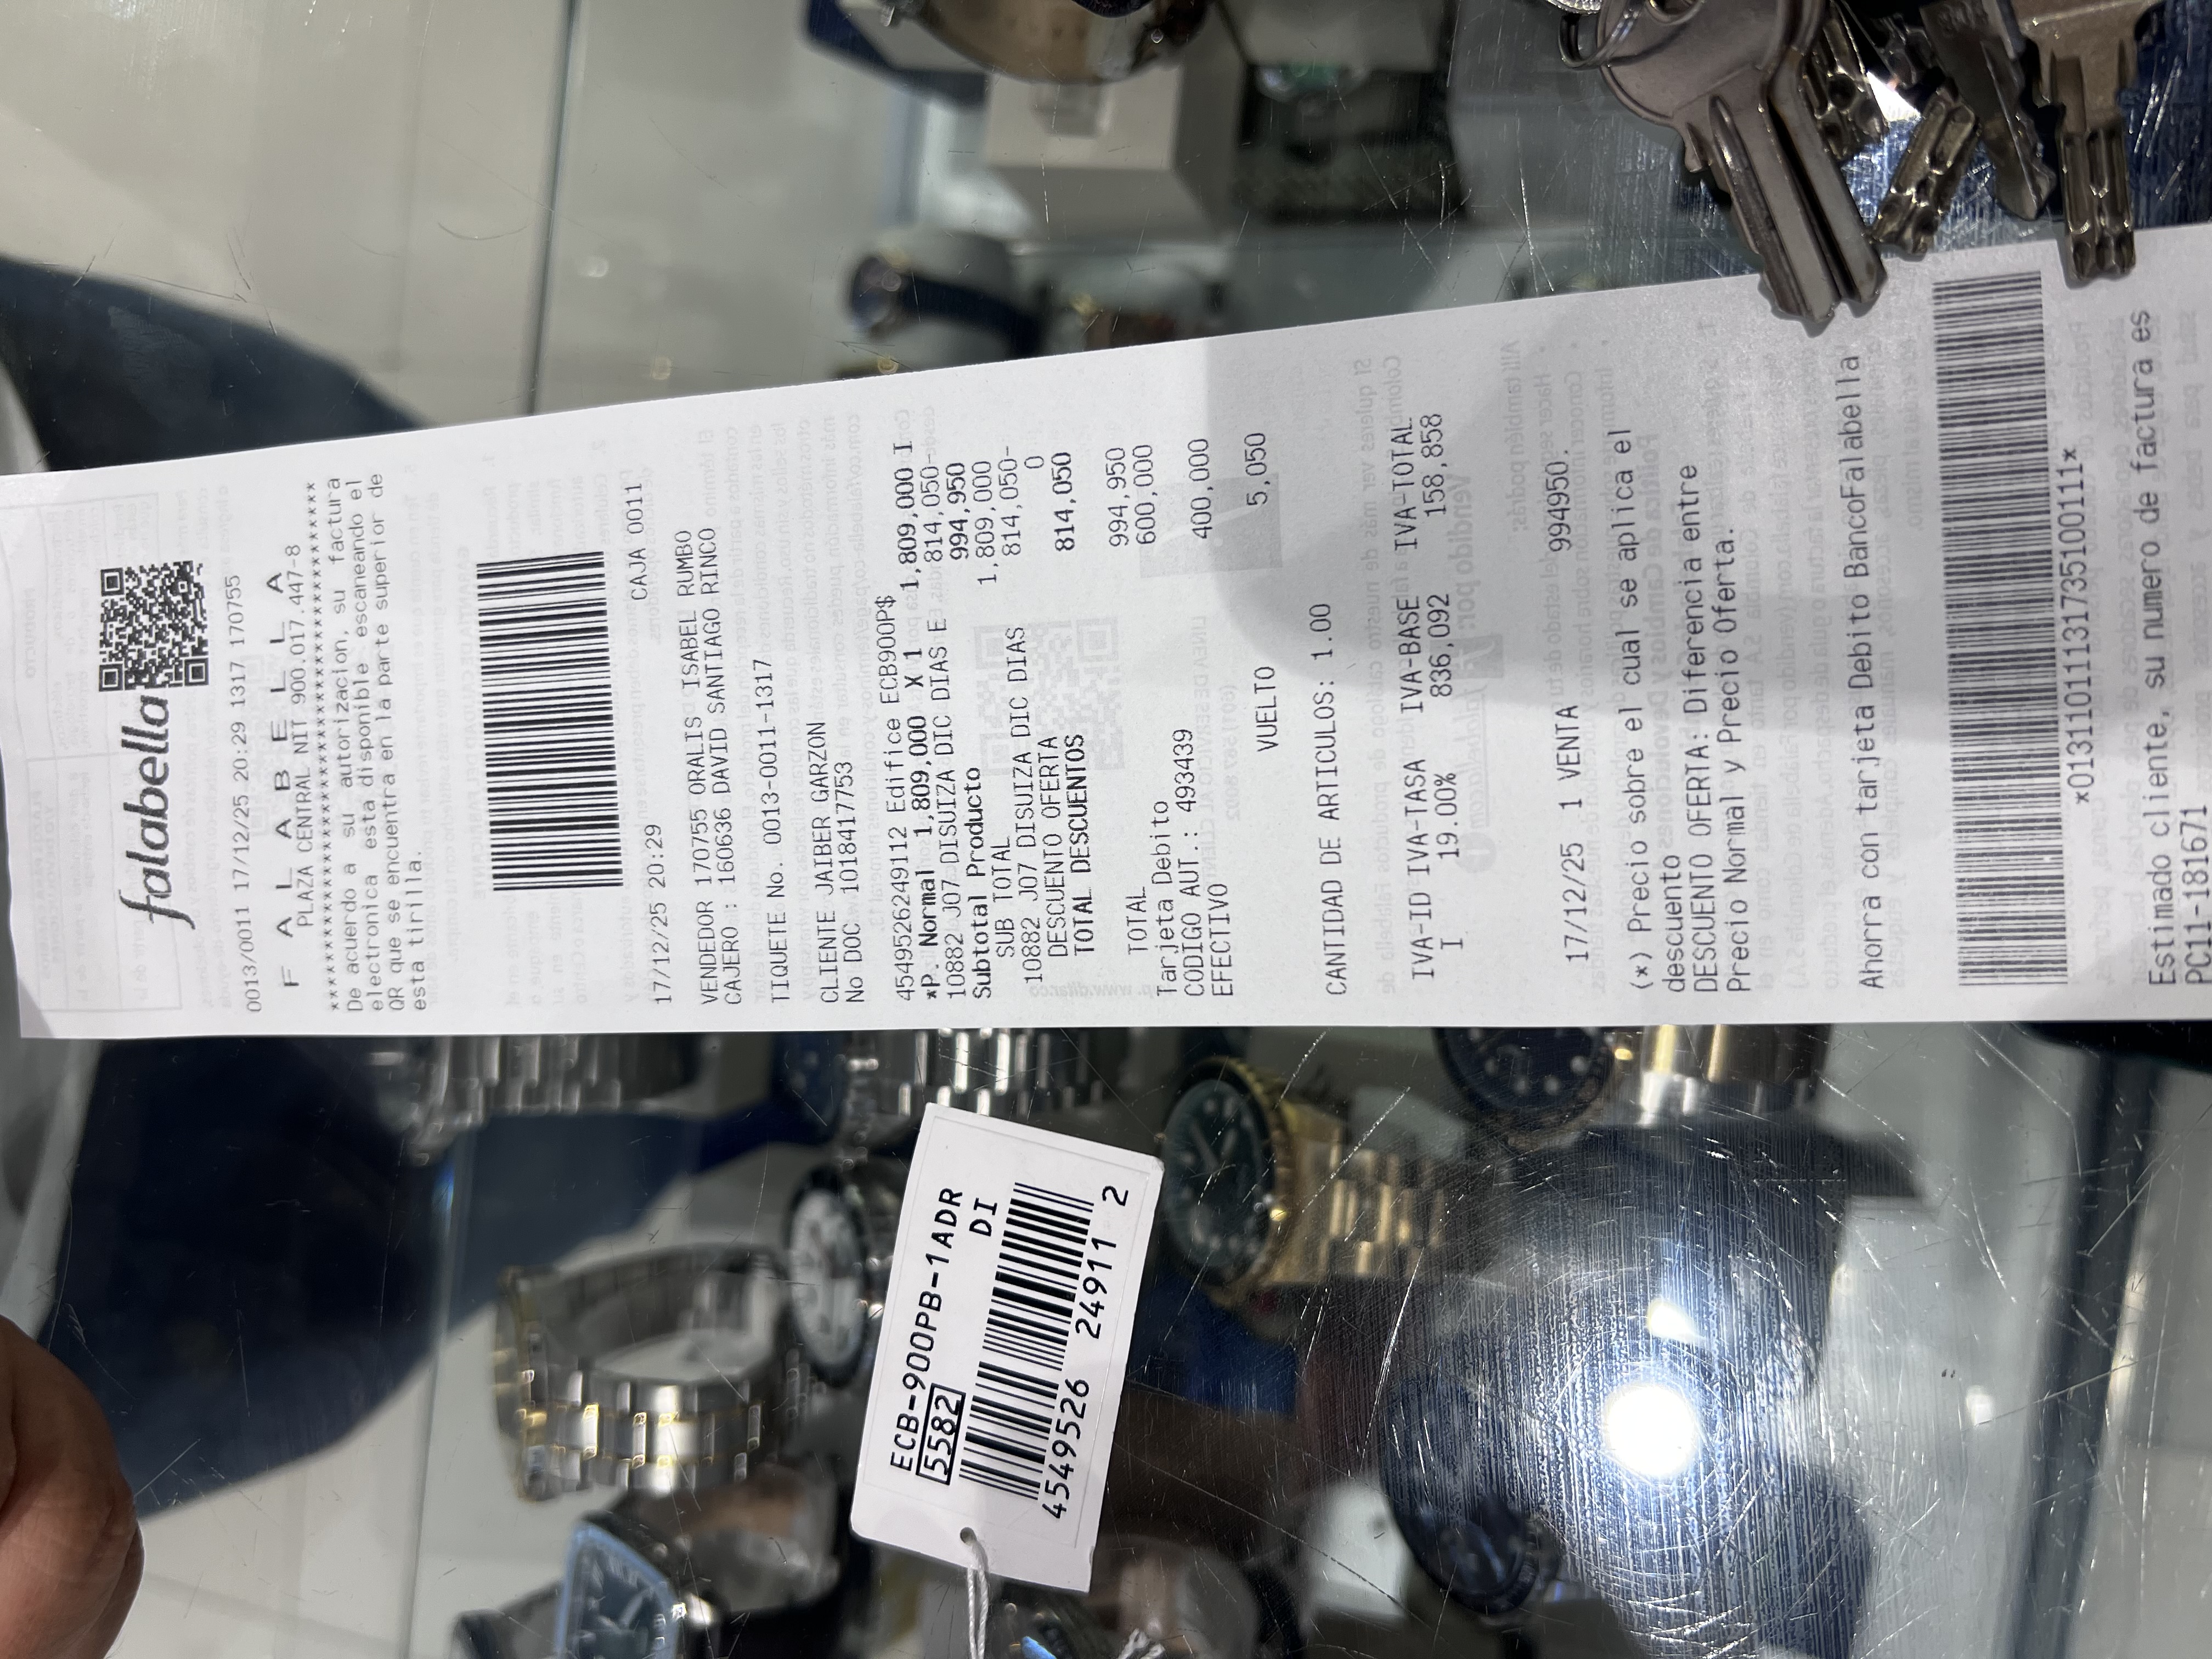 falabella
0013/0011 17/12/25 20:29 1317 170755
F A L A B E L L A
PLAZA CENTRAL NIT 900.017.447-8
****************************************
De acuerdo a su autorizacion, su factura
electronica esta disponible escaneando el
QR que se encuentra en la parte superior de
esta tirilla.
17/12/25 20:29 CAJA 0011
VENDEDOR 170755 ORALIS ISABEL RUMBO
CAJERO : 160636 DAVID SANTIAGO RINCO
TIQUETE No. 0013-0011-1317
CLIENTE JAIBER GARZON
No DOC 1018417753
4549526249112 Edifice ECB900P$
*P. Normal 1,809,000 X 1 1,809,000 I
10882 J07 DISUIZA DIC DIAS E 814,050-
Subtotal Producto 994,950
SUB TOTAL 1,809,000
10882 J07 DISUIZA DIC DIAS 814,050-
DESCUENTO OFERTA 0
TOTAL DESCUENTOS 814,050
TOTAL 994,950
Tarjeta Debito 600,000
CODIGO AUT.: 493439
EFECTIVO 400,000
VUELTO 5,050
CANTIDAD DE ARTICULOS: 1.00
IVA-ID IVA-TASA IVA-BASE IVA-TOTAL
I 19.00% 836,092 158,858
17/12/25 1 VENTA 994950.
(*) Precio sobre el cual se aplica el
descuento
DESCUENTO OFERTA: Diferencia entre
Precio Normal y Precio Oferta.
Ahorra con tarjeta Debito BancoFalabella
*01311011131735100111*
Estimado cliente, su numero de factura es
PC11-181671
ECB-900PB-1ADR
5582 DI
4549526 24911 2